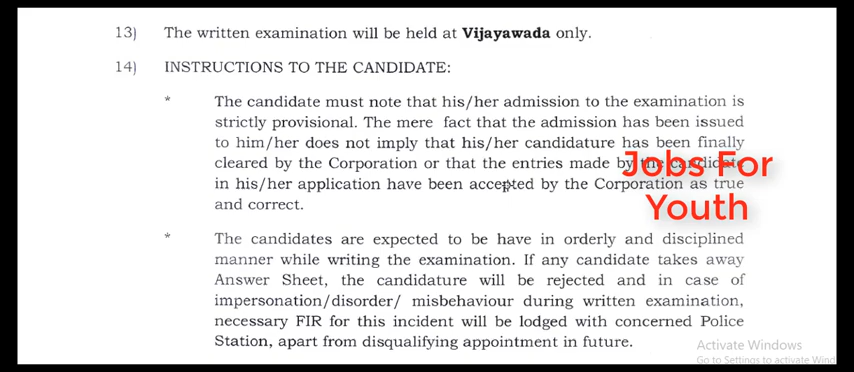 13) The written examination will be held at Vijayawada only.
14) INSTRUCTIONS TO THE CANDIDATE:
* The candidate must note that his/her admission to the examination is
strictly provisional. The mere fact that the admission has been issued
to him/her does not imply that his/her candidature has been finally
cleared by the Corporation or that the entries made by the candidate
in his/her application have been accepted by the Corporation as true
and correct.
Jobs For
Youth
* The candidates are expected to be have in orderly and disciplined
manner while writing the examination. If any candidate takes away
Answer Sheet, the candidature will be rejected and in case of
impersonation/disorder/ misbehaviour during written examination,
necessary FIR for this incident will be lodged with concerned Police
Station, apart from disqualifying appointment in future.
Activate Windows
Go to Settings to activate Wind